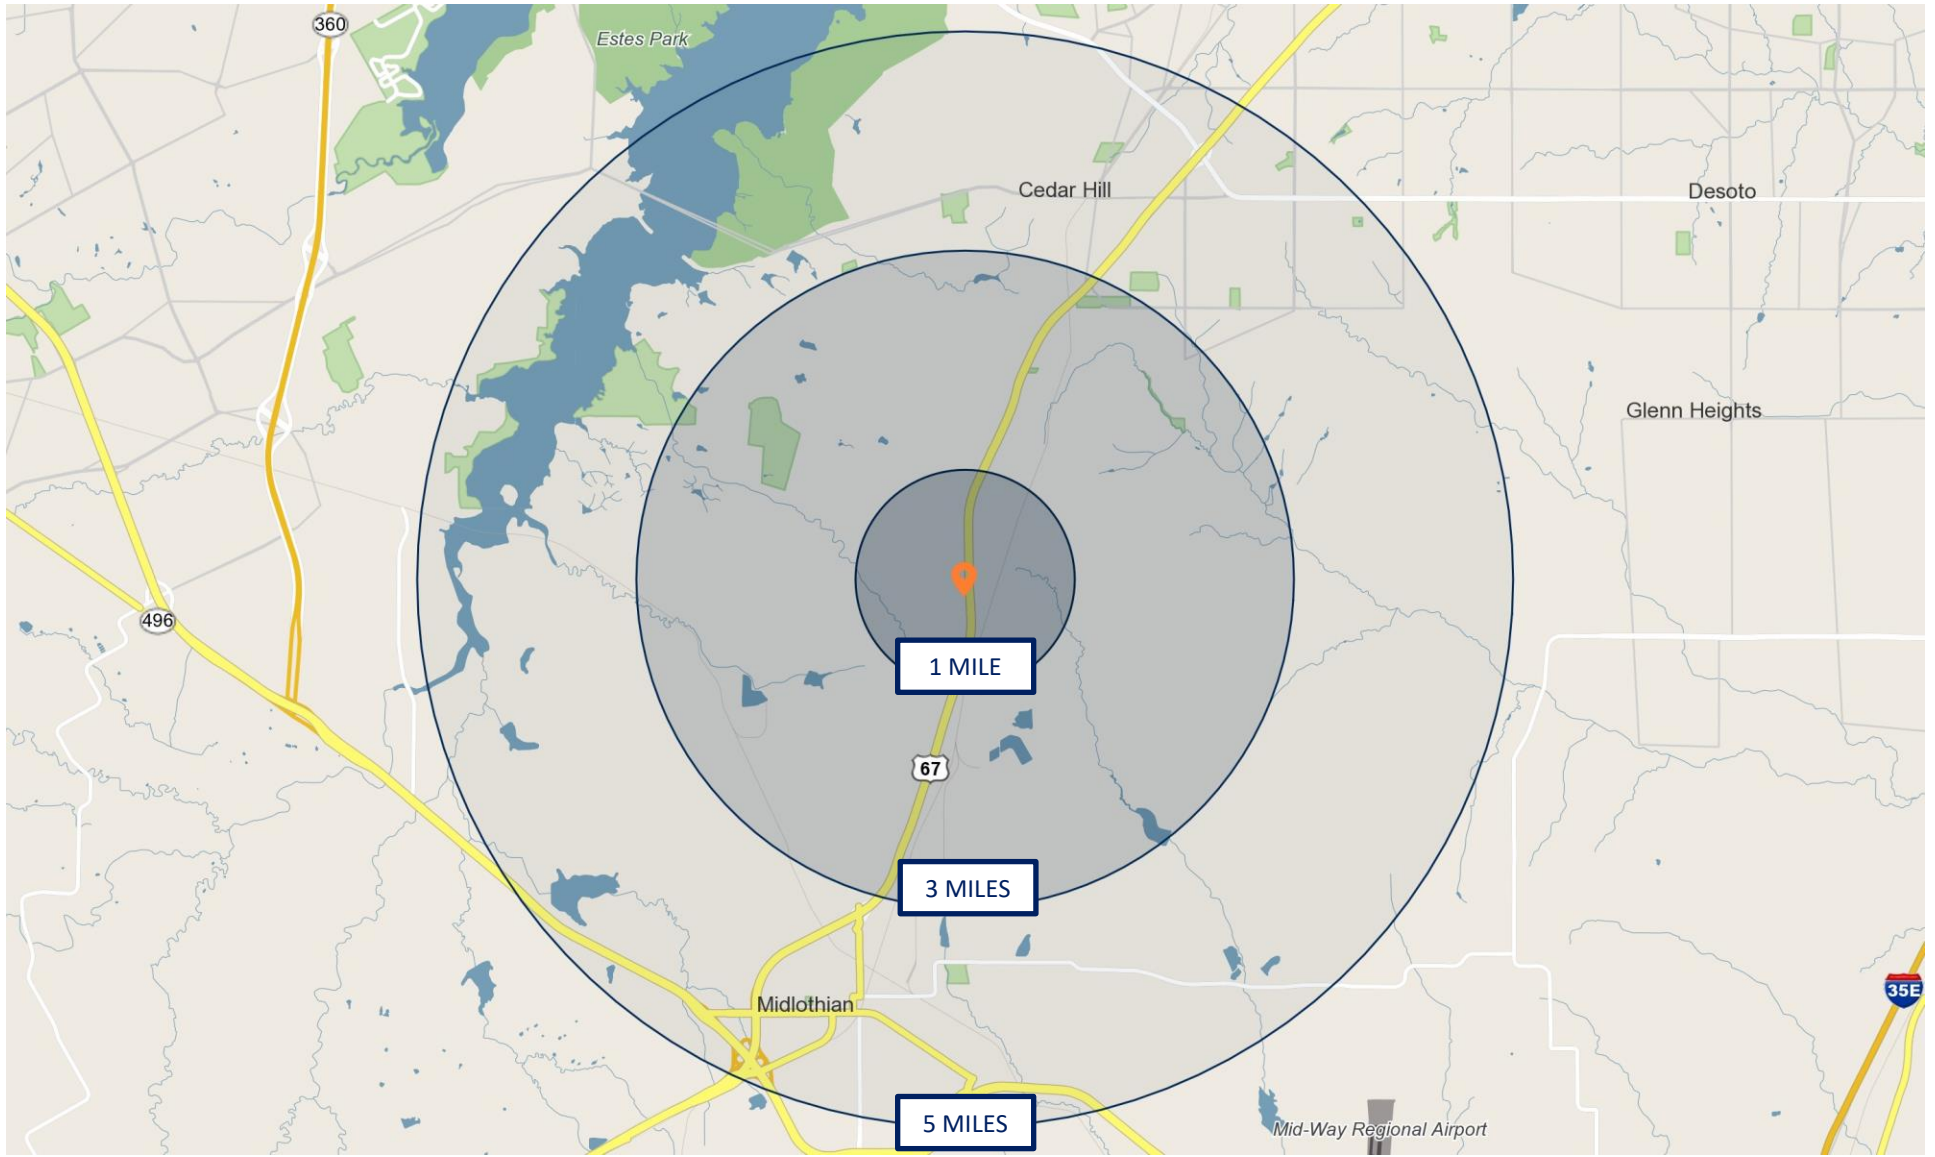 360
Estes Park
Cedar Hill
Desoto
Glenn Heights
496
1 MILE
67
3 MILES
35E
Midlothian
5 MILES
Mid-Way Regional Airport